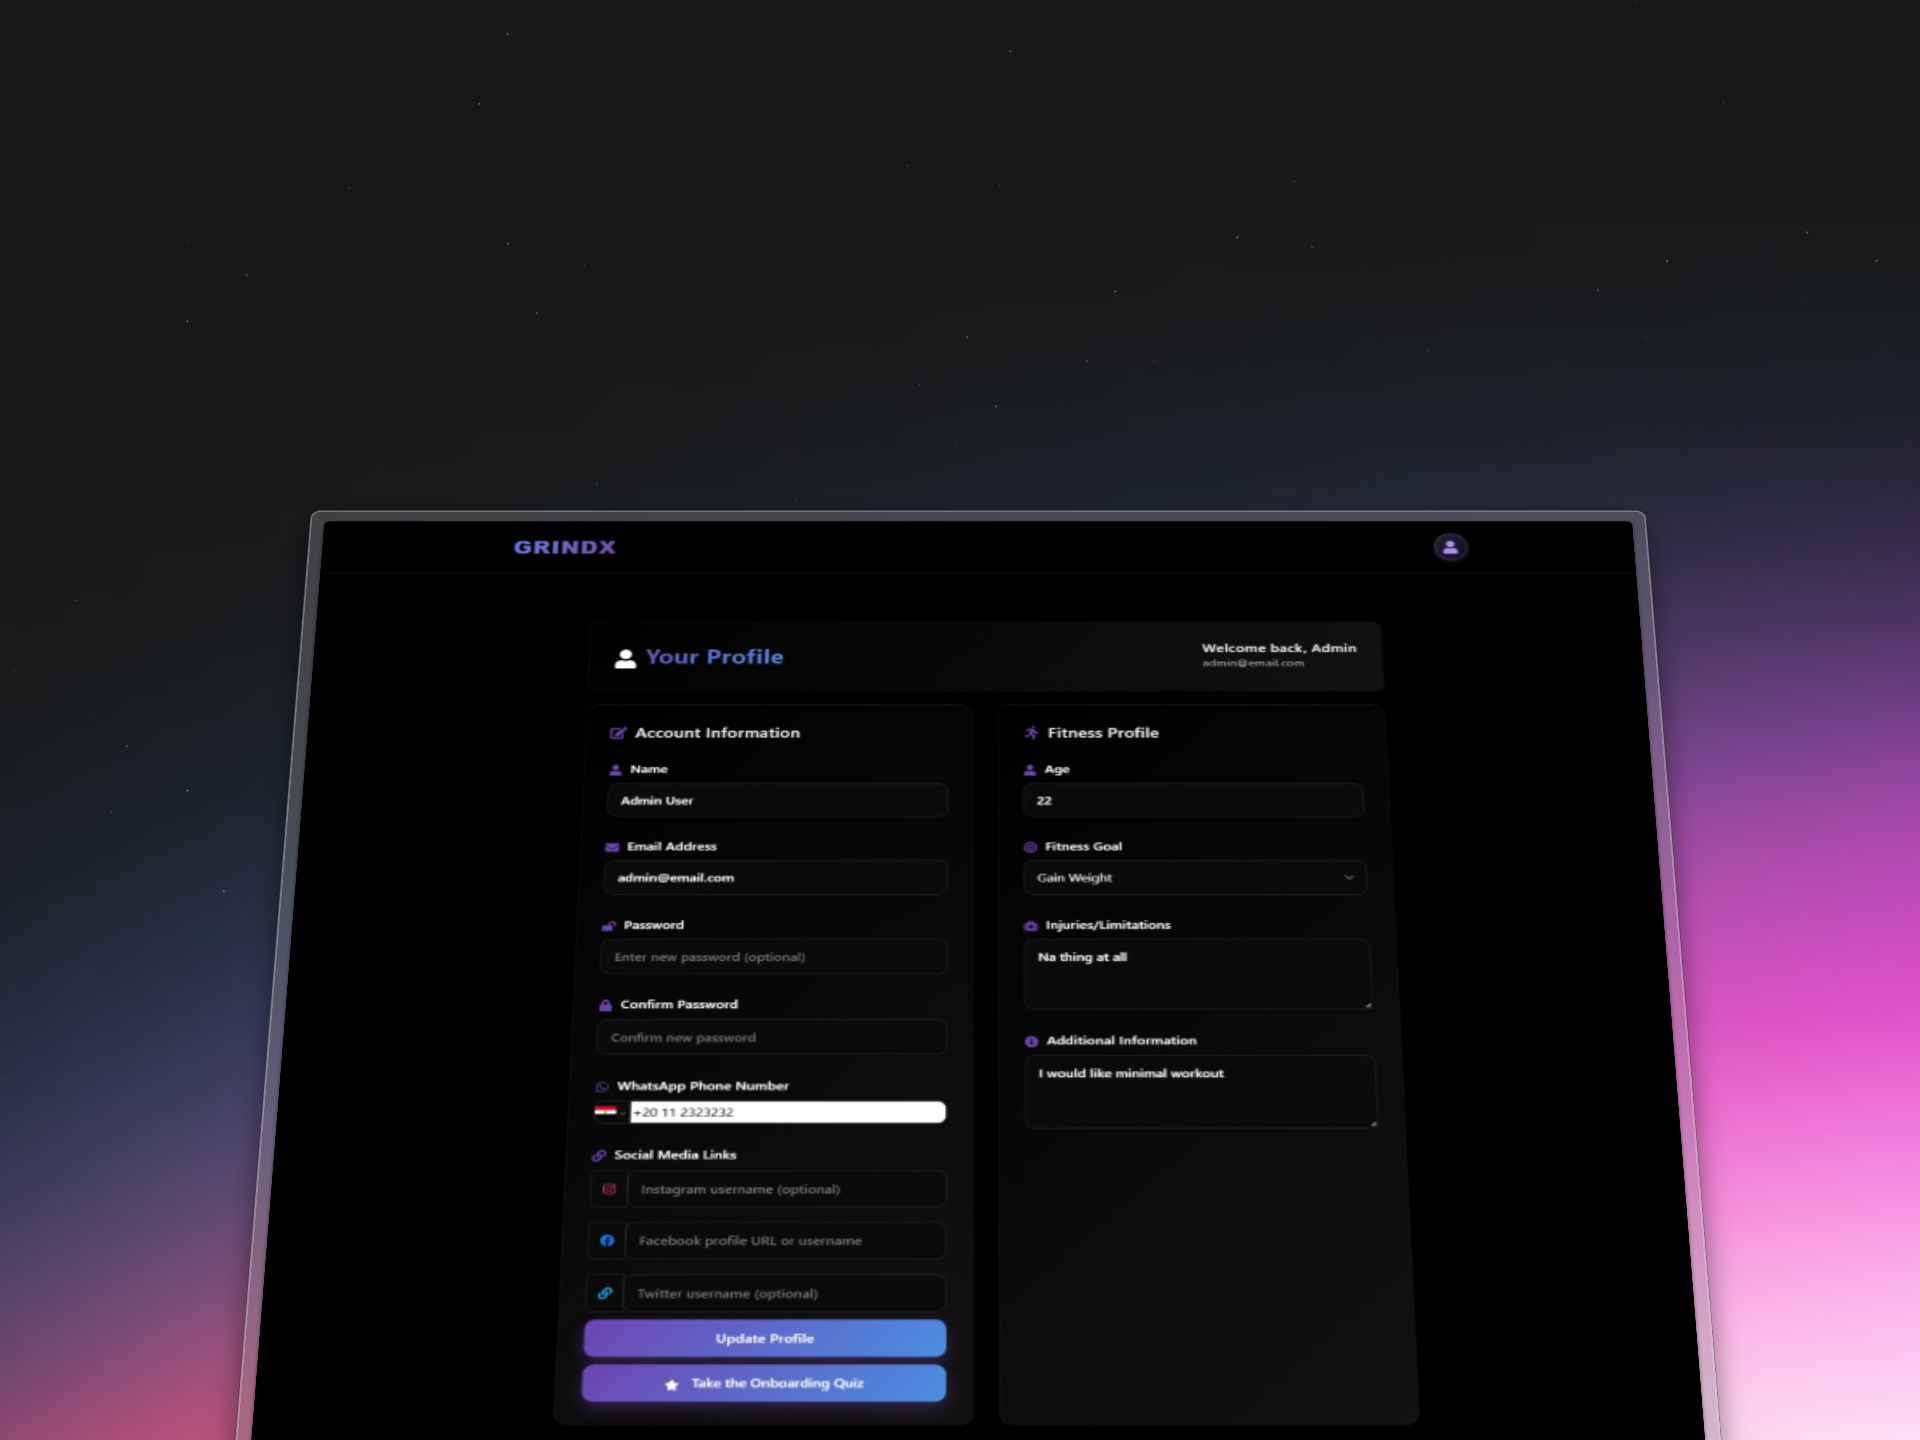 GRINDX
Your Profile
Welcome back, Admin
admin@email.com
Account Information
Name
Admin User
Email Address
admin@email.com
Password
Enter new password (optional)
Confirm Password
Confirm new password
WhatsApp Phone Number
+20 11 2323232
Social Media Links
Instagram username (optional)
Facebook profile URL or username
Twitter username (optional)
Update Profile
Take the Onboarding Quiz
Fitness Profile
Age
22
Fitness Goal
Gain Weight
Injuries/Limitations
Na thing at all
Additional Information
I would like minimal workout